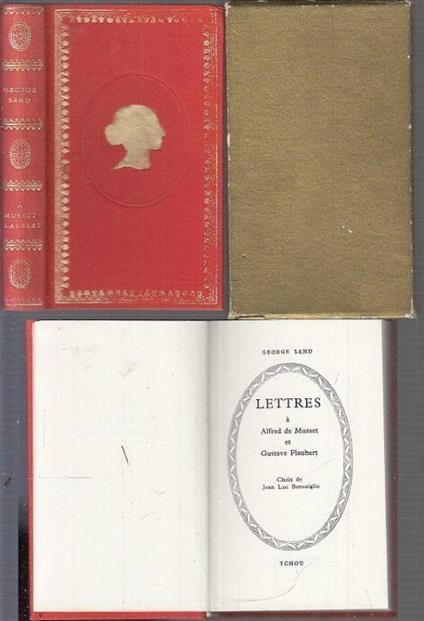 GEORGE
SAND
A
MUSSET
FLAUBERT
GEORGE SAND
LETTRES
à
Alfred de Musset
et
Gustave Flaubert
Choix de
Jean Luc Benoziglio
TCHOU